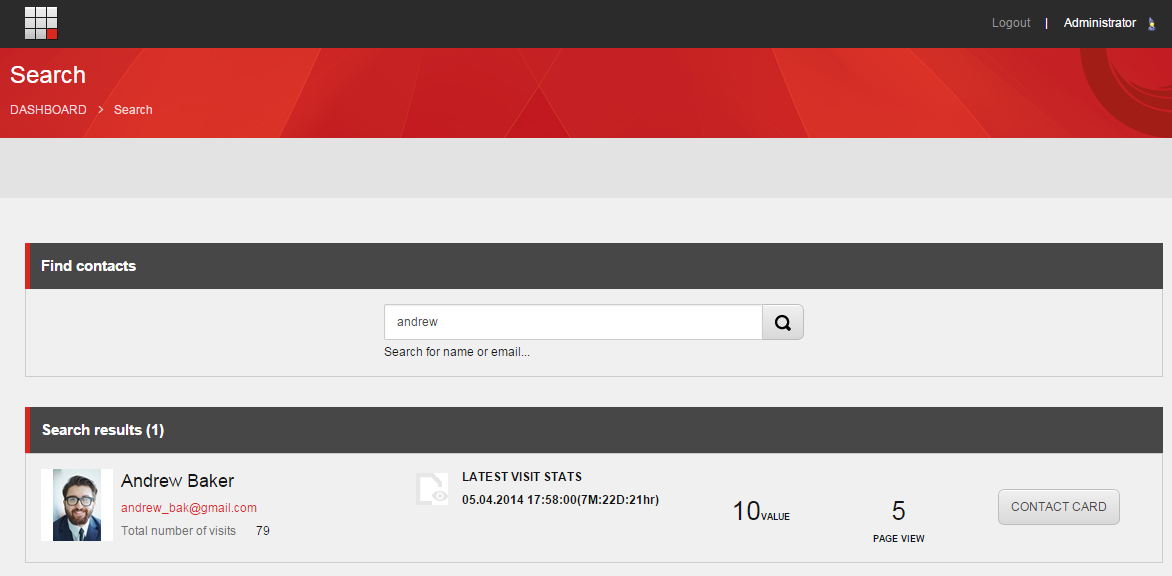 Logout | Administrator
Search
DASHBOARD > Search
Find contacts
andrew
Search for name or email...
Search results (1)
Andrew Baker
andrew_bak@gmail.com
Total number of visits 79
LATEST VISIT STATS
05.04.2014 17:58:00(7M:22D:21hr)
10VALUE
5
PAGE VIEW
CONTACT CARD